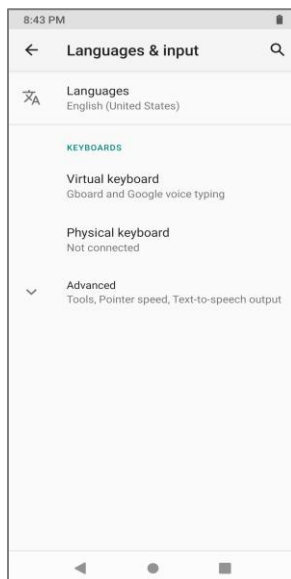 8:43 PM
Languages & input
Languages
English (United States)
KEYBOARDS
Virtual keyboard
Gboard and Google voice typing
Physical keyboard
Not connected
Advanced
Tools, Pointer speed, Text-to-speech output